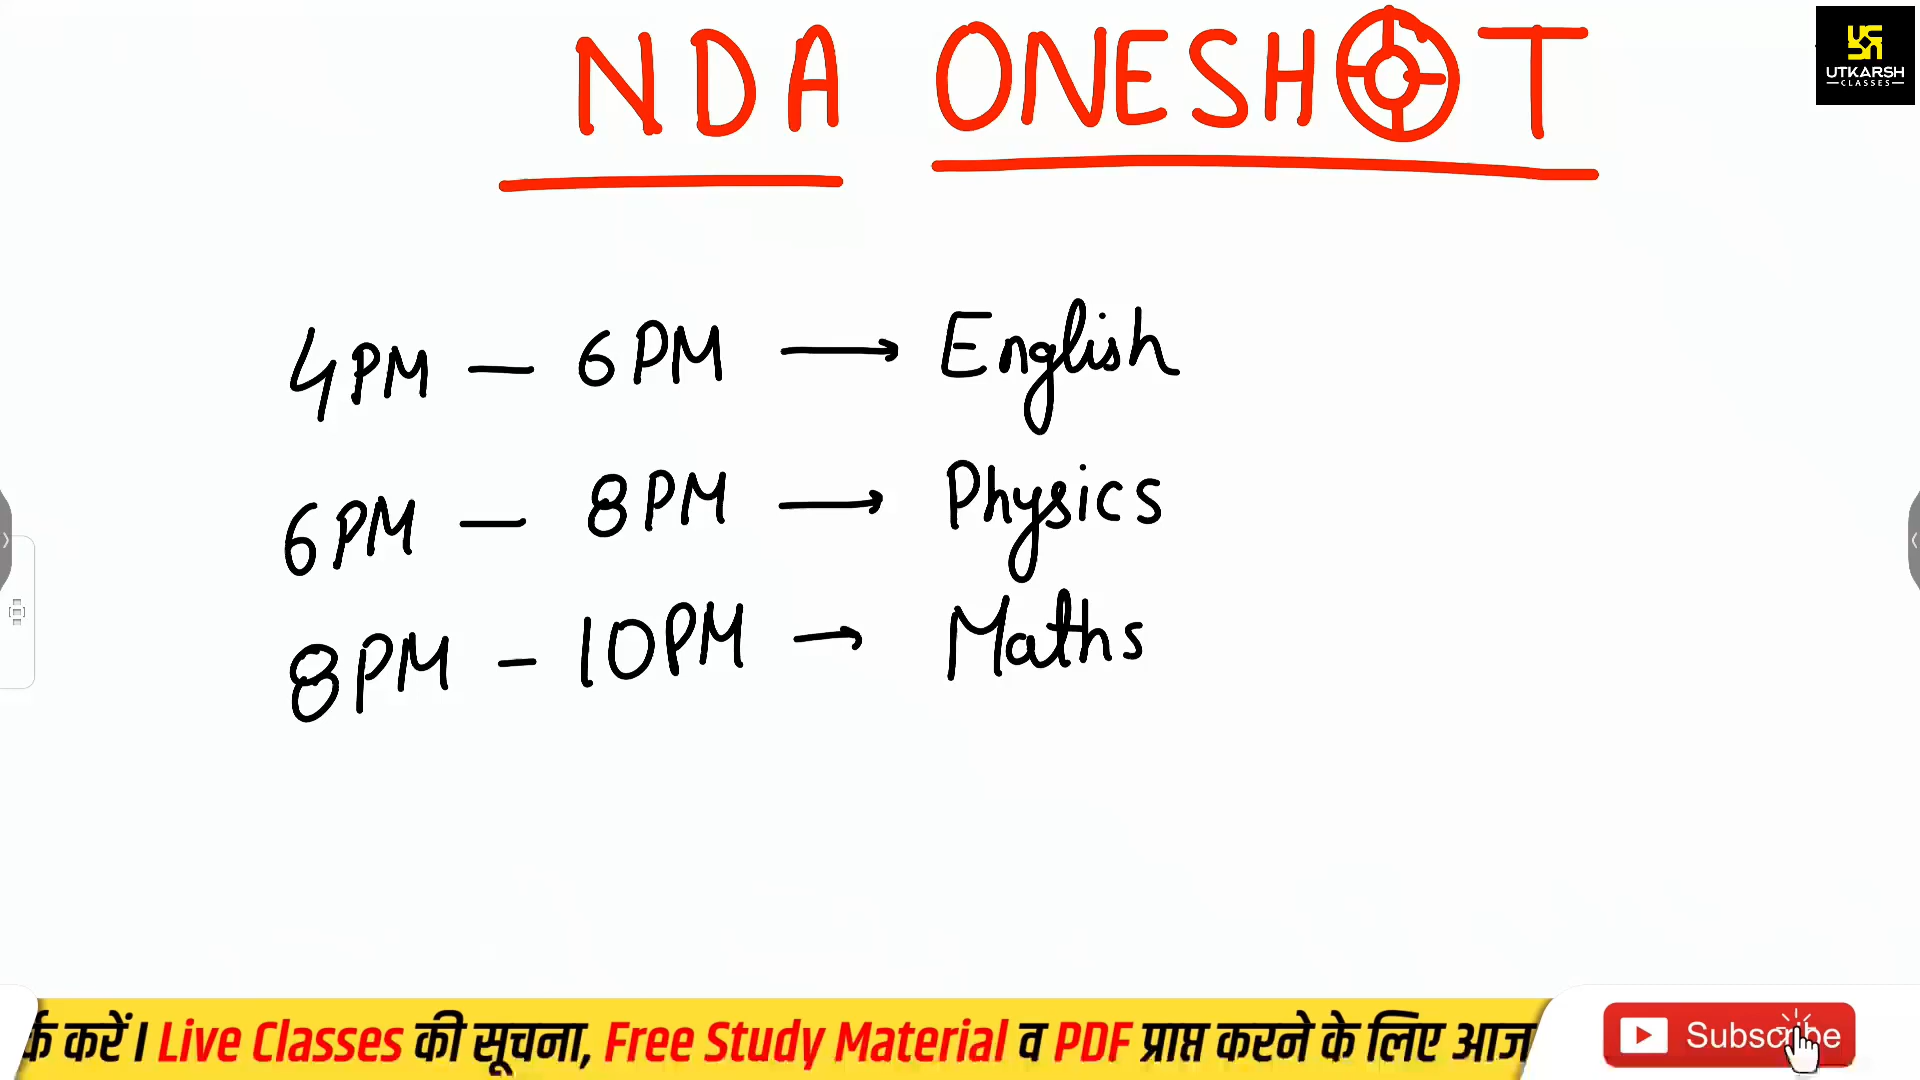 NDA ONESHOT
UTKARSH
CLASSES
4PM — 6PM → English
6PM — 8PM → Physics
8PM – 10PM → Maths
करें। Live Classes की सूचना, Free Study Material व PDF प्राप्त करने के लिए आज
Subscribe